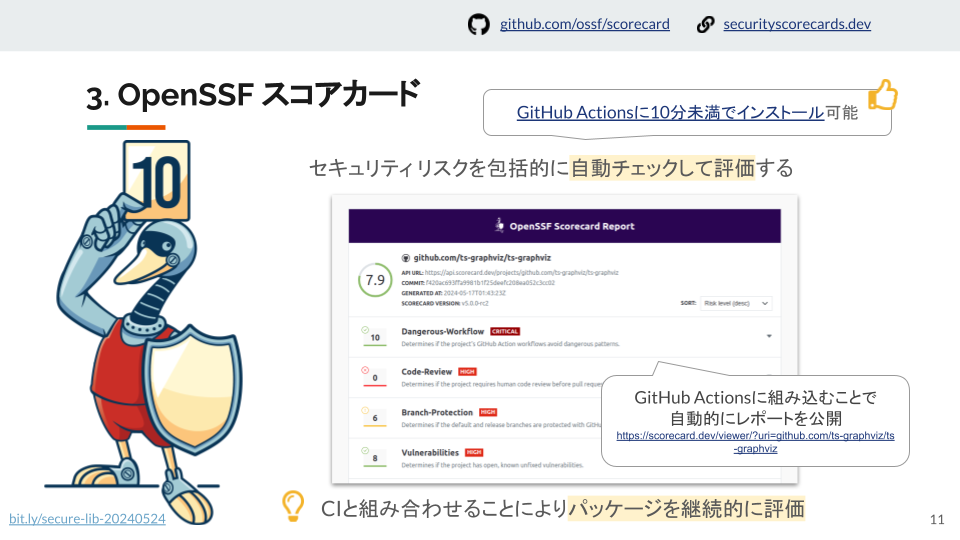 github.com/ossf/scorecard
securityscorecards.dev
3. OpenSSF スコアカード
GitHub Actionsに10分未満でインストール可能
10
セキュリティリスクを包括的に自動チェックして評価する
OpenSSF Scorecard Report
7.9
github.com/ts-graphviz/ts-graphviz
API URL: https://api.scorecard.dev/projects/github.com/ts-graphviz/ts-graphviz
COMMIT:
GENERATED AT: 2024-05-17T01:43:23Z
SCORECARD VERSION: v5.0.0-rc2
SORT: Risk level (desc)
10
Dangerous-Workflow CRITICAL
Determines if the project's GitHub Action workflows avoid dangerous patterns.
0
Code-Review HIGH
Determines if the project requires human code review before pull reque
6
Branch-Protection HIGH
Determines if the default and release branches are protected with GitHu
8
Vulnerabilities HIGH
Determines if the project has open, known unfixed vulnerabilities.
GitHub Actionsに組み込むことで
自動的にレポートを公開
https://scorecard.dev/viewer/?uri=github.com/ts-graphviz/ts
-graphviz
CIと組み合わせることによりパッケージを継続的に評価
bit.ly/secure-lib-20240524
11